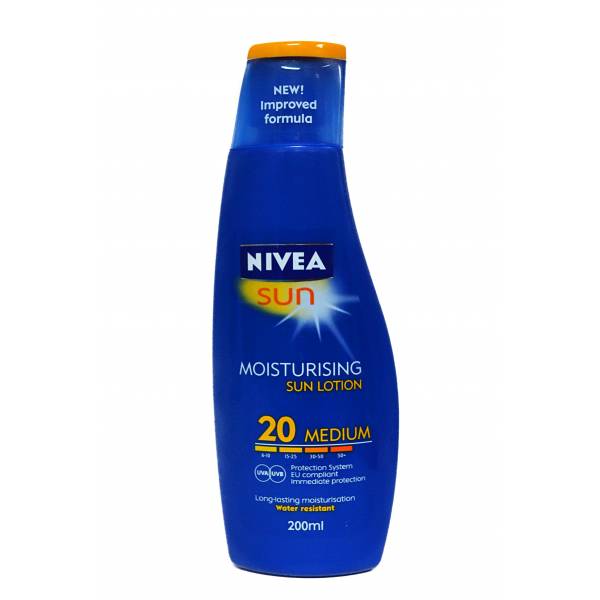 NEW!
Improved
formula
NIVEA
sun
MOISTURISING
SUN LOTION
20 MEDIUM
6-10 15-25 30-50 50+
UVA UVB
Protection System
EU compliant
Immediate protection
Long-lasting moisturisation
Water resistant
200ml